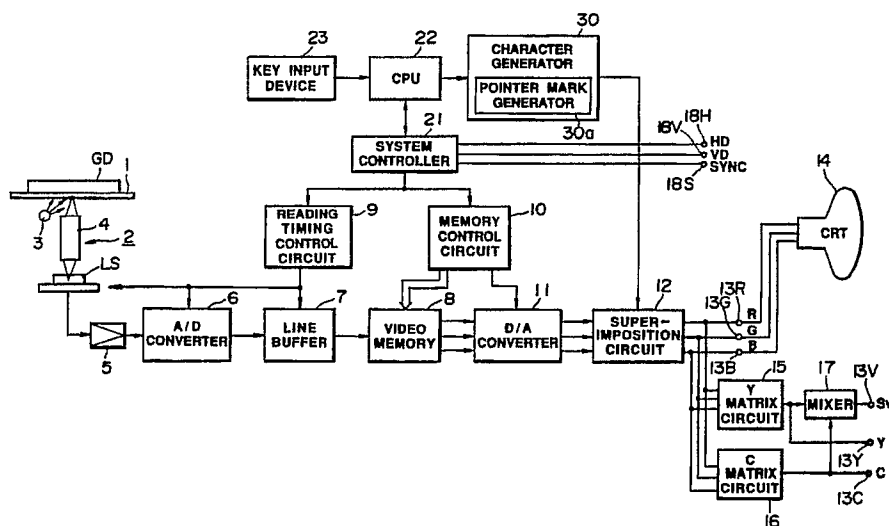 23
KEY INPUT
DEVICE
22
CPU
30
CHARACTER
GENERATOR
POINTER MARK
GENERATOR
30a
21
SYSTEM
CONTROLLER
18H
HD
18V
VD
SYNC
18S
GD
1
3
4
2
LS
9
READING
TIMING
CONTROL
CIRCUIT
10
MEMORY
CONTROL
CIRCUIT
14
CRT
5
6
A/D
CONVERTER
7
LINE
BUFFER
8
VIDEO
MEMORY
11
D/A
CONVERTER
12
SUPER-
IMPOSITION
CIRCUIT
13R
13G
R
G
B
13B
15
Y
MATRIX
CIRCUIT
17
MIXER
13V
Y
13Y
C
MATRIX
CIRCUIT
16
C
13C